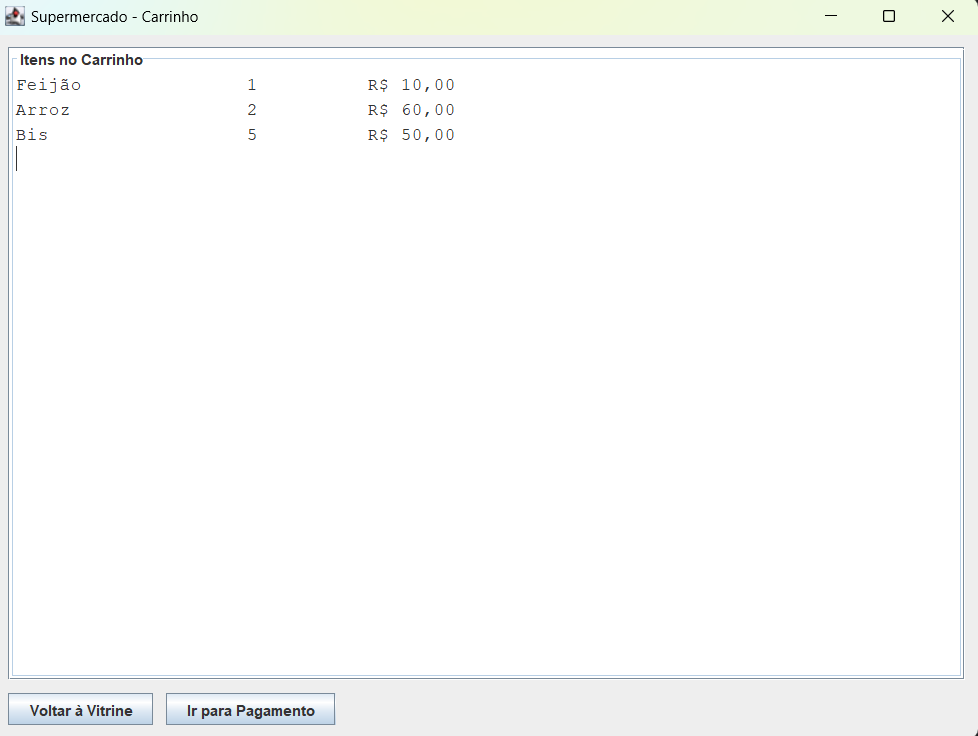 Supermercado - Carrinho
Itens no Carrinho
Feijão 1 R$ 10,00
Arroz 2 R$ 60,00
Bis 5 R$ 50,00
Voltar à Vitrine Ir para Pagamento